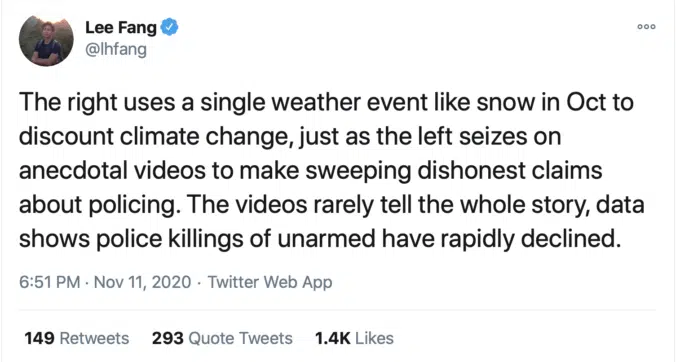 Lee Fang
@lhfang
The right uses a single weather event like snow in Oct to
discount climate change, just as the left seizes on
anecdotal videos to make sweeping dishonest claims
about policing. The videos rarely tell the whole story, data
shows police killings of unarmed have rapidly declined.
6:51 PM · Nov 11, 2020 · Twitter Web App
149 Retweets 293 Quote Tweets 1.4K Likes